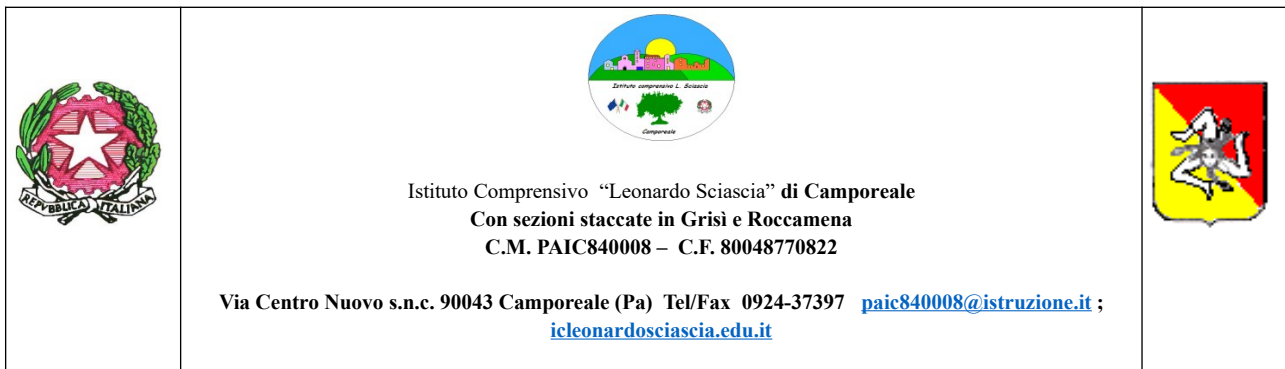 Istituto comprensivo L. Sciascia
Camporeale
REPVBBLICA ITALIANA
Istituto Comprensivo “Leonardo Sciascia” di Camporeale
Con sezioni staccate in Grisì e Roccamena
C.M. PAIC840008 – C.F. 80048770822
Via Centro Nuovo s.n.c. 90043 Camporeale (Pa) Tel/Fax 0924-37397 paic840008@istruzione.it ;
icleonardosciascia.edu.it